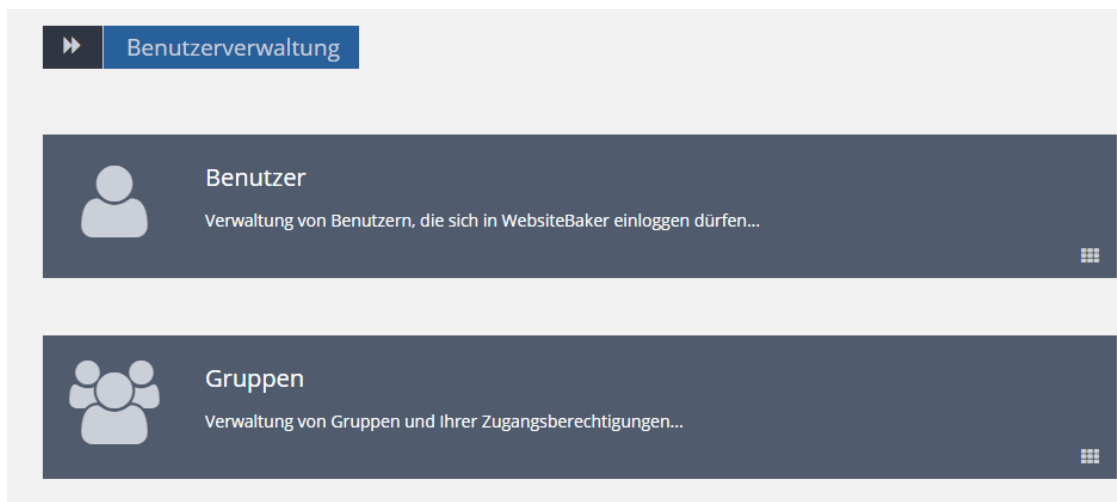 Benutzerverwaltung
Benutzer
Verwaltung von Benutzern, die sich in WebsiteBaker einloggen dürfen...
Gruppen
Verwaltung von Gruppen und Ihrer Zugangsberechtigungen...